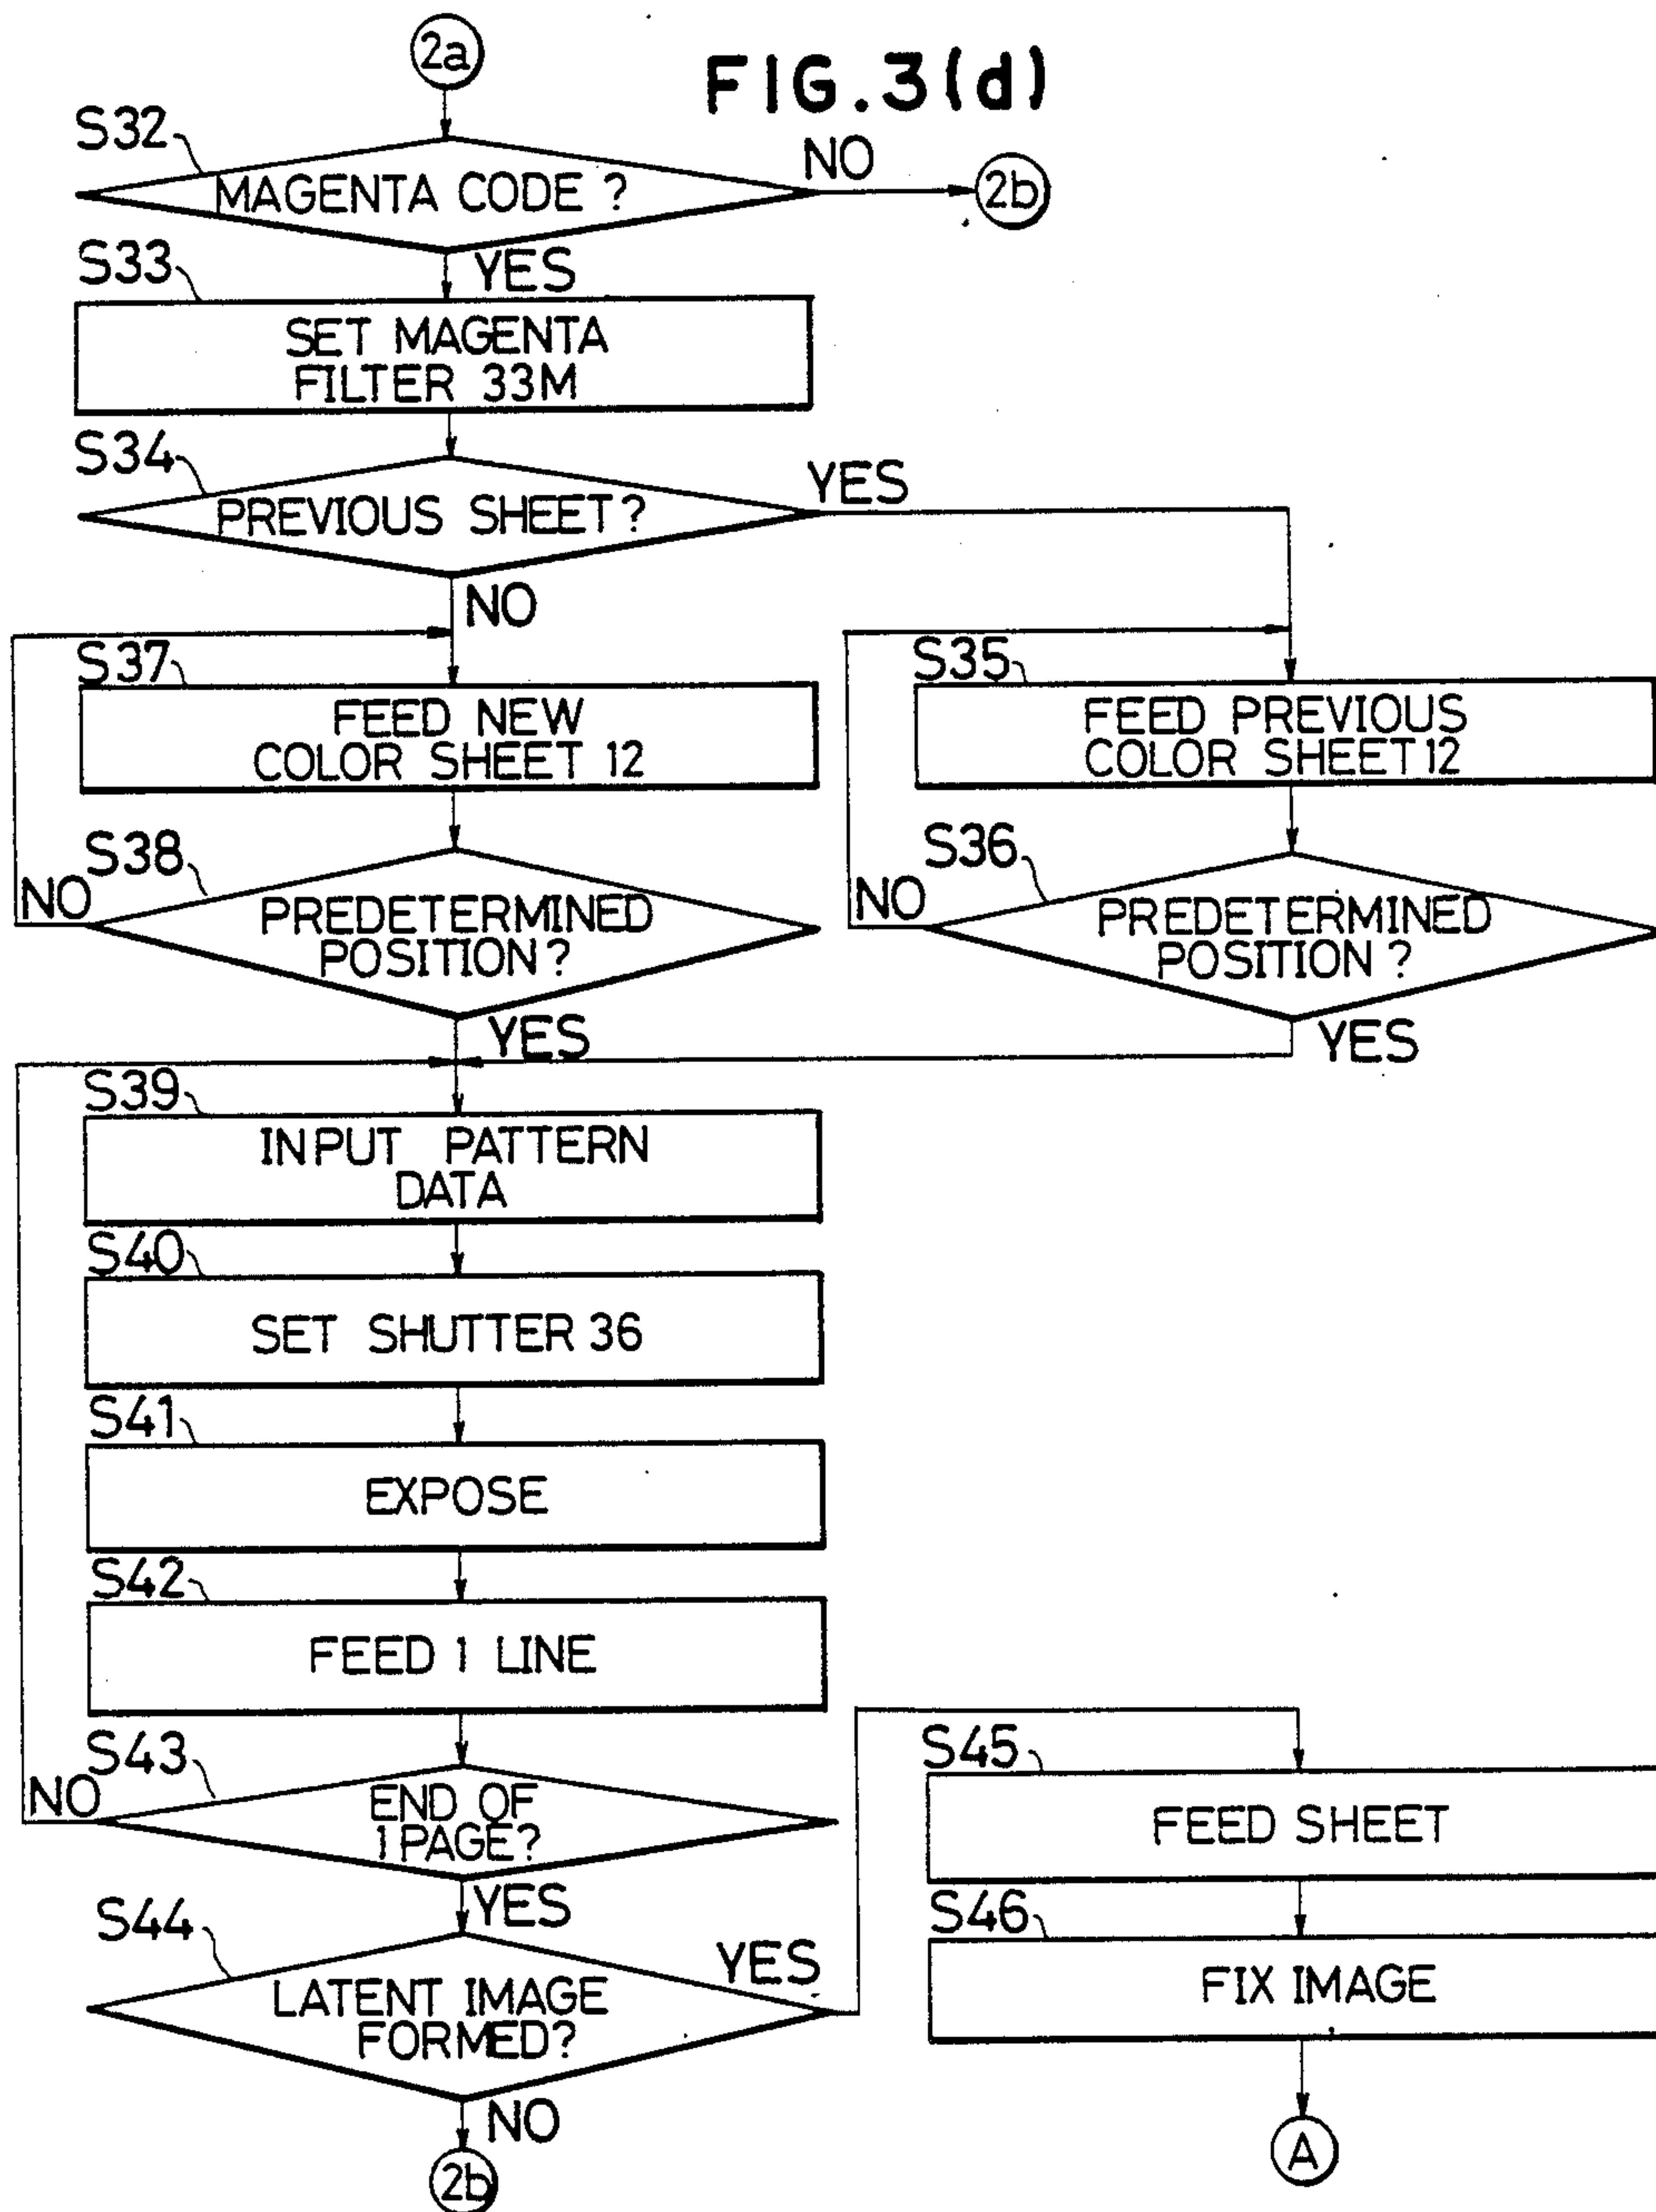 2a
FIG.3(d)
S32
MAGENTA CODE ?
NO
2b
S33
YES
SET MAGENTA
FILTER 33M
S34
PREVIOUS SHEET?
YES
NO
S37
FEED NEW
COLOR SHEET 12
S35
FEED PREVIOUS
COLOR SHEET 12
S38
NO
PREDETERMINED
POSITION?
YES
S36
NO
PREDETERMINED
POSITION?
YES
S39
INPUT PATTERN
DATA
S40
SET SHUTTER 36
S41
EXPOSE
S42
FEED 1 LINE
S43
NO
END OF
1 PAGE?
YES
S44
LATENT IMAGE
FORMED?
YES
NO
2b
S45
FEED SHEET
S46
FIX IMAGE
A